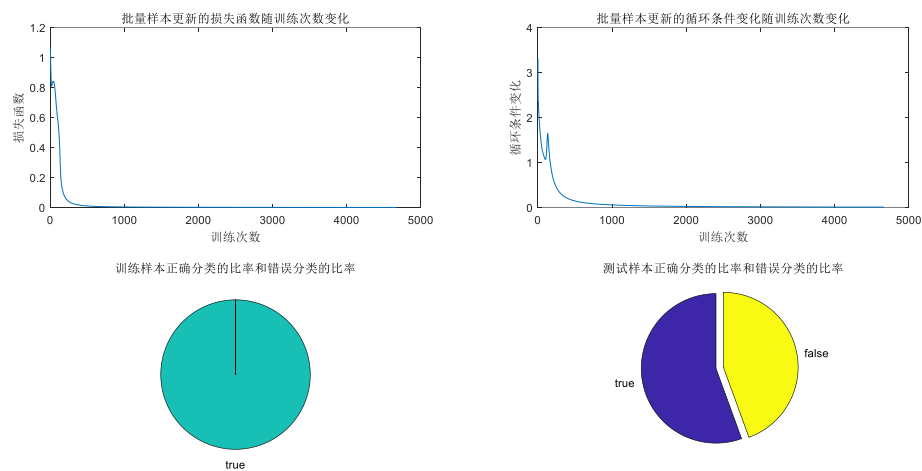 批量样本更新的损失函数随训练次数变化
损失函数
1.2
1
0.8
0.6
0.4
0.2
0
0 1000 2000 3000 4000 5000
训练次数
批量样本更新的循环条件变化随训练次数变化
循环条件变化
4
3
2
1
0
0 1000 2000 3000 4000 5000
训练次数
训练样本正确分类的比率和错误分类的比率
true
测试样本正确分类的比率和错误分类的比率
true
false